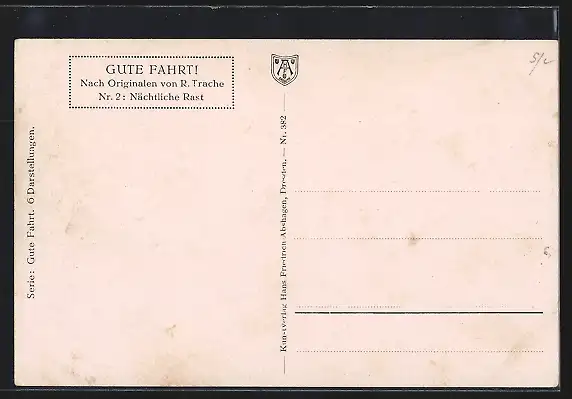 GUTE FAHRT!
Nach Originalen von R. Trache
Nr. 2: Nächtliche Rast
Serie: Gute Fahrt. 6 Darstellungen.
Kunstverlag Hans Friedrich Abshagen, Dresden. — Nr. 382